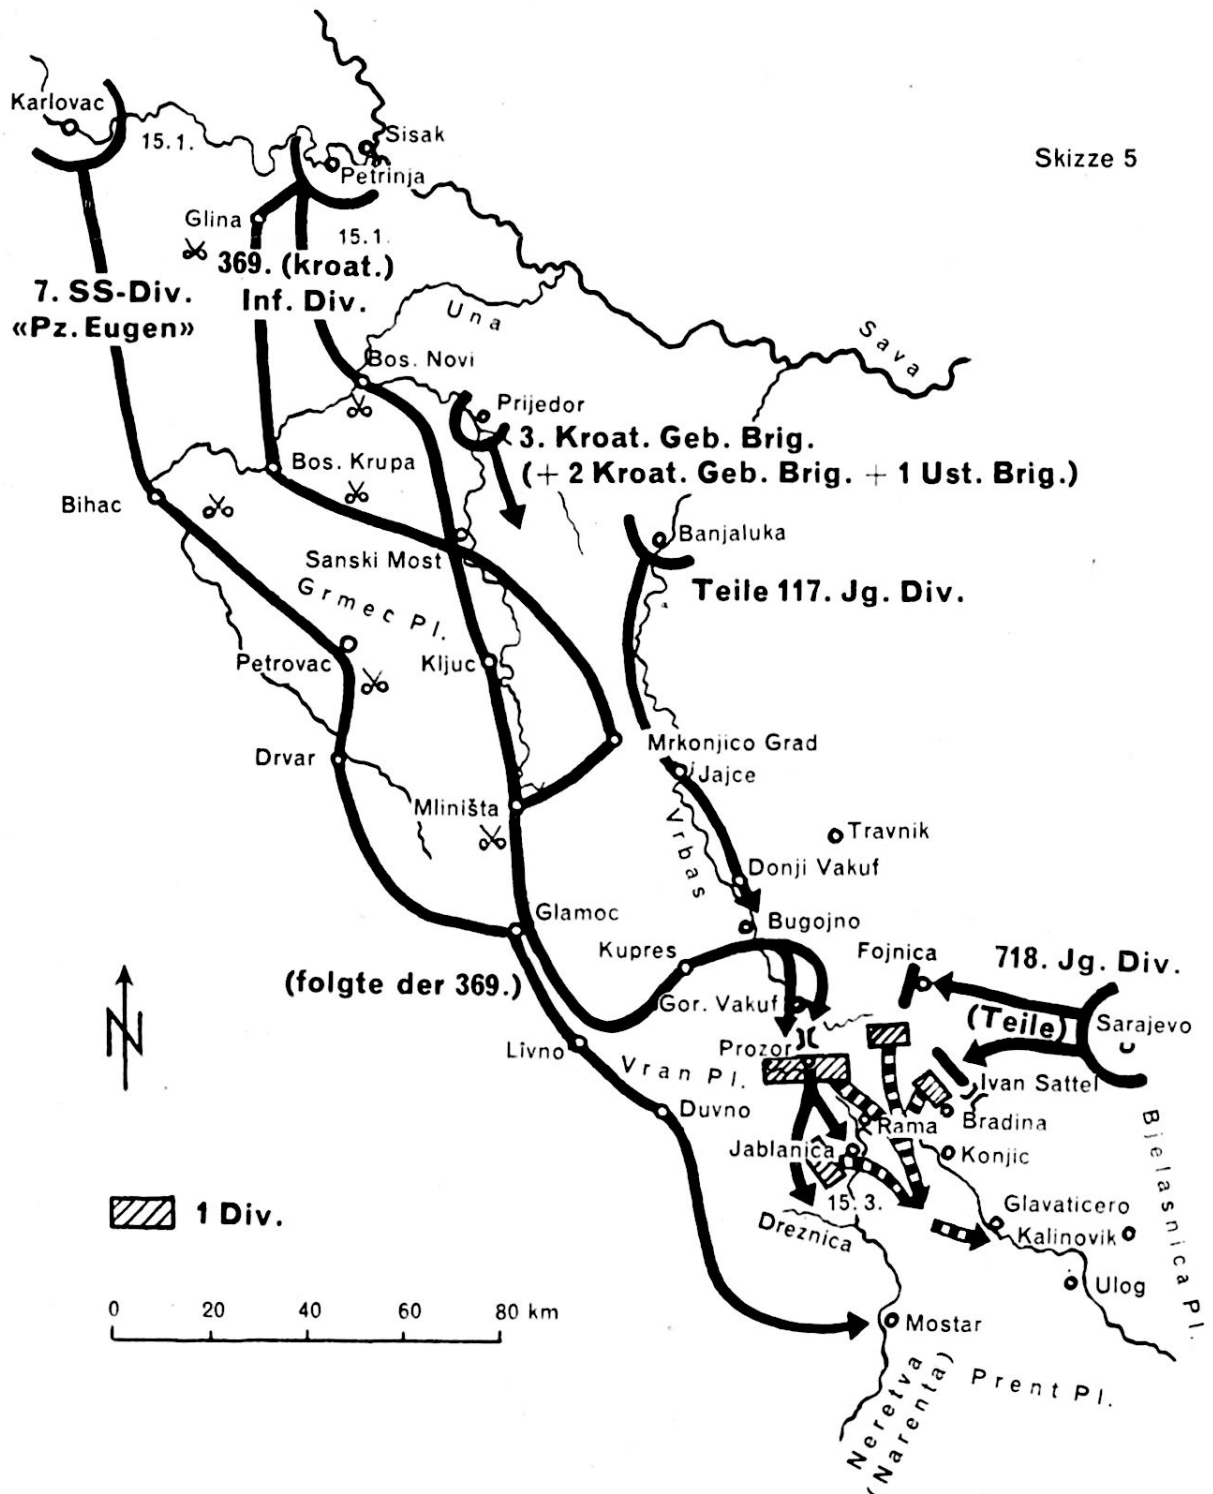 Karlovac
15.1.
Sisak
Petrinja
Skizze 5
Glina
15.1.
369. (kroat.)
Inf. Div.
7. SS-Div.
«Pz. Eugen»
Una
Sava
Bos. Novi
Prijedor
3. Kroat. Geb. Brig.
(+ 2 Kroat. Geb. Brig. + 1 Ust. Brig.)
Bos. Krupa
Bihac
Banjaluka
Sanski Most
Teile 117. Jg. Div.
Grmec Pl.
Petrovac
Kljuc
Drvar
Mrkonjico Grad
Jajce
Mliništa
Vrbas
Travnik
Donji Vakuf
Glamoc
Bugojno
Kupres
Fojnica
718. Jg. Div.
(folgte der 369.)
Gor. Vakuf
(Teile)
Sarajevo
Prozor
Livno
Vran Pl.
Ivan Sattel
Duvno
Rama
Bradina
Jablanica
Konjic
Bjelasnica Pl.
1 Div.
15.3.
Glavaticero
Dreznica
Kalinovik
Ulog
0 20 40 60 80 km
Mostar
Prent Pl.
Neretva
(Narenta)